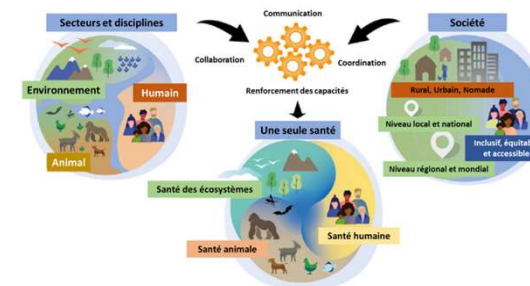 Secteurs et disciplines
Communication
Société
Collaboration
Coordination
Environnement
Humain
Animal
Renforcement des capacités
Rural, Urbain, Nomade
Niveau local et national
Inclusif, équitable
et accessible
Niveau régional et mondial
Une seule santé
Santé des écosystèmes
Santé humaine
Santé animale